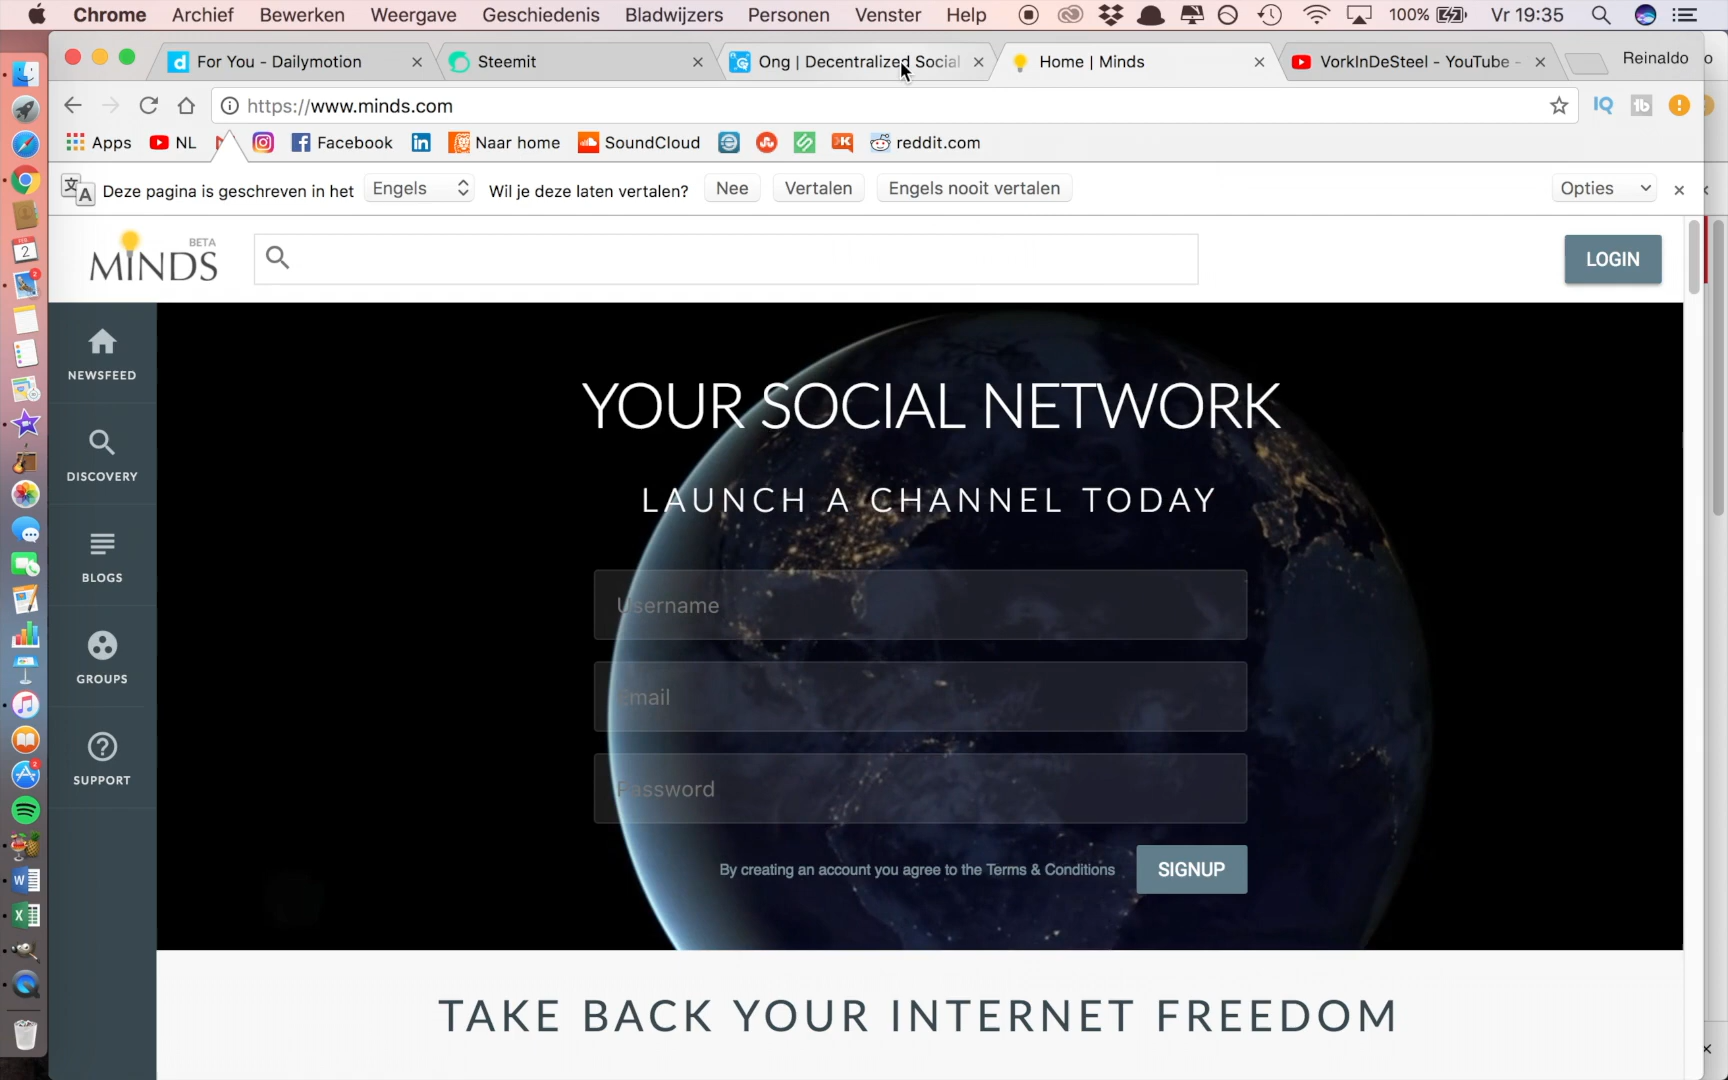 Chrome Archief Bewerken Weergave Geschiedenis Bladwijzers Personen Venster Help 100% Vr 19:35
For You - Dailymotion
Steemit
Ong | Decentralized Social
Home | Minds
VorkInDeSteel - YouTube -
Reinaldo
https://www.minds.com
Apps NL Facebook Naar home SoundCloud reddit.com
Deze pagina is geschreven in het Engels Wil je deze laten vertalen? Nee Vertalen Engels nooit vertalen Opties
MINDS BETA
LOGIN
NEWSFEED
DISCOVERY
BLOGS
GROUPS
SUPPORT
YOUR SOCIAL NETWORK
LAUNCH A CHANNEL TODAY
Username
Email
Password
By creating an account you agree to the Terms & Conditions
SIGNUP
TAKE BACK YOUR INTERNET FREEDOM